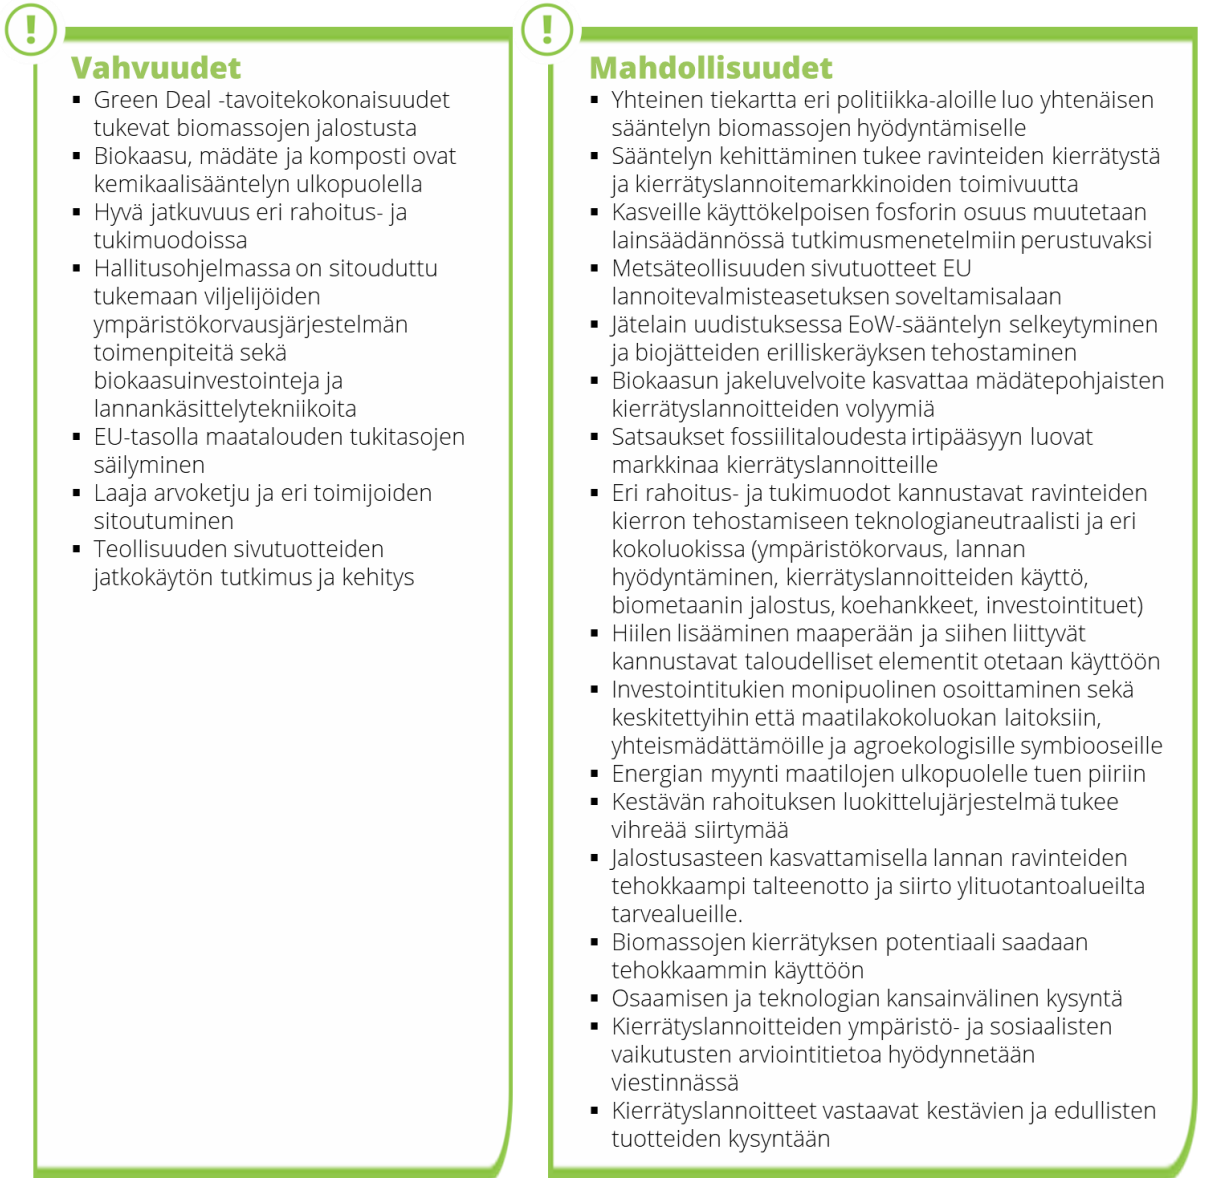 !
Vahvuudet
▪ Green Deal -tavoitekokonaisuudet
tukevat biomassojen jalostusta
▪ Biokaasu, mädäte ja komposti ovat
kemikaalisääntelyn ulkopuolella
▪ Hyvä jatkuvuus eri rahoitus- ja
tukimuodoissa
▪ Hallitusohjelmassa on sitouduttu
tukemaan viljelijöiden
ympäristökorvausjärjestelmän
toimenpiteitä sekä
biokaasuinvestointeja ja
lannankäsittelytekniikoita
▪ EU-tasolla maatalouden tukitasojen
säilyminen
▪ Laaja arvoketju ja eri toimijoiden
sitoutuminen
▪ Teollisuuden sivutuotteiden
jatkokäytön tutkimus ja kehitys
!
Mahdollisuudet
▪ Yhteinen tiekartta eri politiikka-aloille luo yhtenäisen
sääntelyn biomassojen hyödyntämiselle
▪ Sääntelyn kehittäminen tukee ravinteiden kierrätystä
ja kierrätyslannoitemarkkinoiden toimivuutta
▪ Kasveille käyttökelpoisen fosforin osuus muutetaan
lainsäädännössä tutkimusmenetelmiin perustuvaksi
▪ Metsäteollisuuden sivutuotteet EU
lannoitevalmisteasetuksen soveltamisalaan
▪ Jätelain uudistuksessa EoW-sääntelyn selkeytyminen
ja biojätteiden erilliskeräyksen tehostaminen
▪ Biokaasun jakeluvelvoite kasvattaa mädätepohjaisten
kierrätyslannoitteiden volyymiä
▪ Satsaukset fossiilitaloudesta irtipääsyyn luovat
markkinaa kierrätyslannoitteille
▪ Eri rahoitus- ja tukimuodot kannustavat ravinteiden
kierron tehostamiseen teknologianeutraalisti ja eri
kokoluokissa (ympäristökorvaus, lannan
hyödyntäminen, kierrätyslannoitteiden käyttö,
biometaanin jalostus, koehankkeet, investointituet)
▪ Hiilen lisääminen maaperään ja siihen liittyvät
kannustavat taloudelliset elementit otetaan käyttöön
▪ Investointitukien monipuolinen osoittaminen sekä
keskitettyihin että maatilakokoluokan laitoksiin,
yhteismädättämöille ja agroekologisille symbiooseille
▪ Energian myynti maatilojen ulkopuolelle tuen piiriin
▪ Kestävän rahoituksen luokittelujärjestelmä tukee
vihreää siirtymää
▪ Jalostusasteen kasvattamisella lannan ravinteiden
tehokkaampi talteenotto ja siirto ylituotantoalueilta
tarvealueille.
▪ Biomassojen kierrätyksen potentiaali saadaan
tehokkaammin käyttöön
▪ Osaamisen ja teknologian kansainvälinen kysyntä
▪ Kierrätyslannoitteiden ympäristö- ja sosiaalisten
vaikutusten arviointitietoa hyödynnetään
viestinnässä
▪ Kierrätyslannoitteet vastaavat kestävien ja edullisten
tuotteiden kysyntään